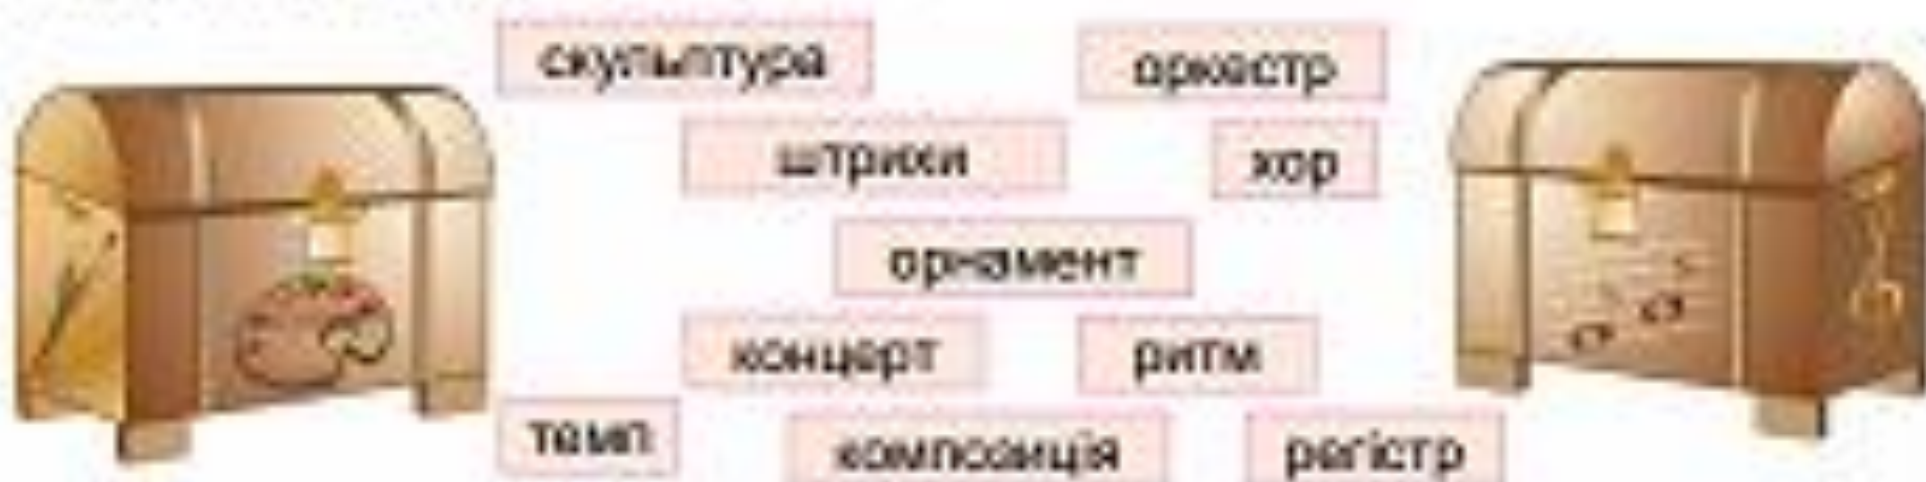 скульптура
оркестр
штрихи
хор
орнамент
концерт
ритм
темп
композиція
регістр